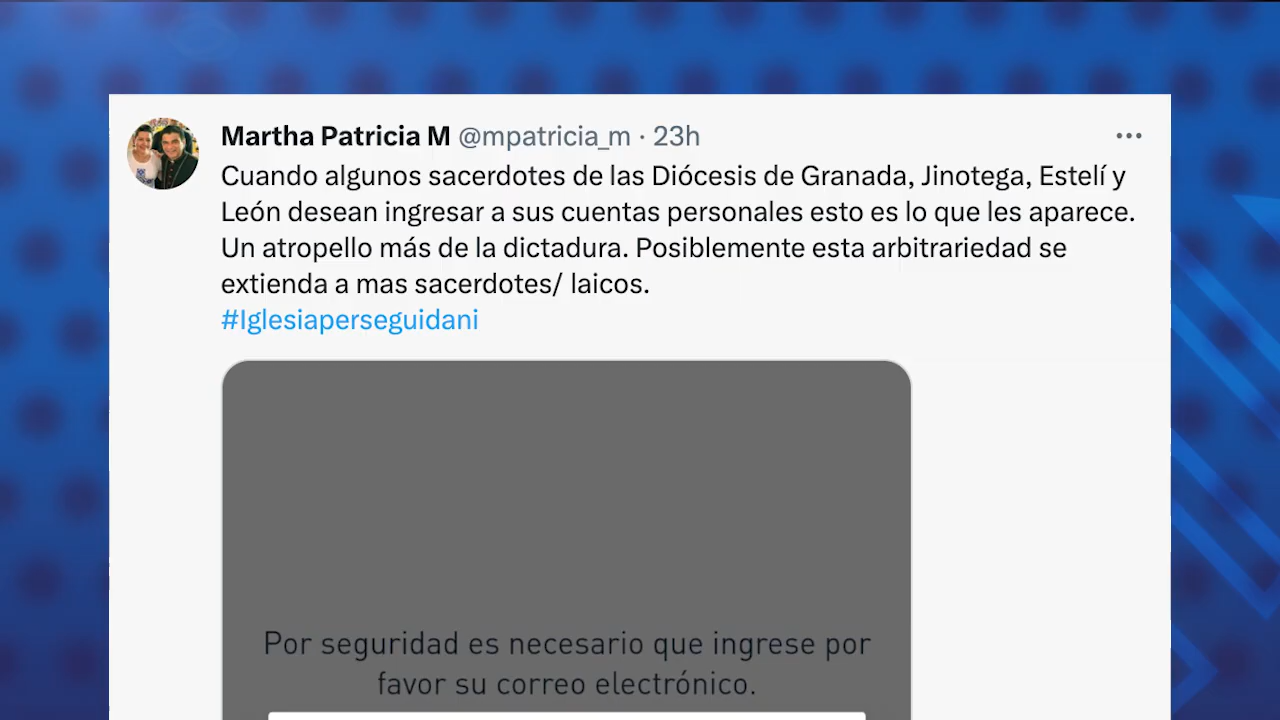 Martha Patricia M @mpatricia_m · 23h
Cuando algunos sacerdotes de las Diócesis de Granada, Jinotega, Estelí y
León desean ingresar a sus cuentas personales esto es lo que les aparece.
Un atropello más de la dictadura. Posiblemente esta arbitrariedad se
extienda a mas sacerdotes/ laicos.
#Iglesiaperseguidani
Por seguridad es necesario que ingrese por
favor su correo electrónico.